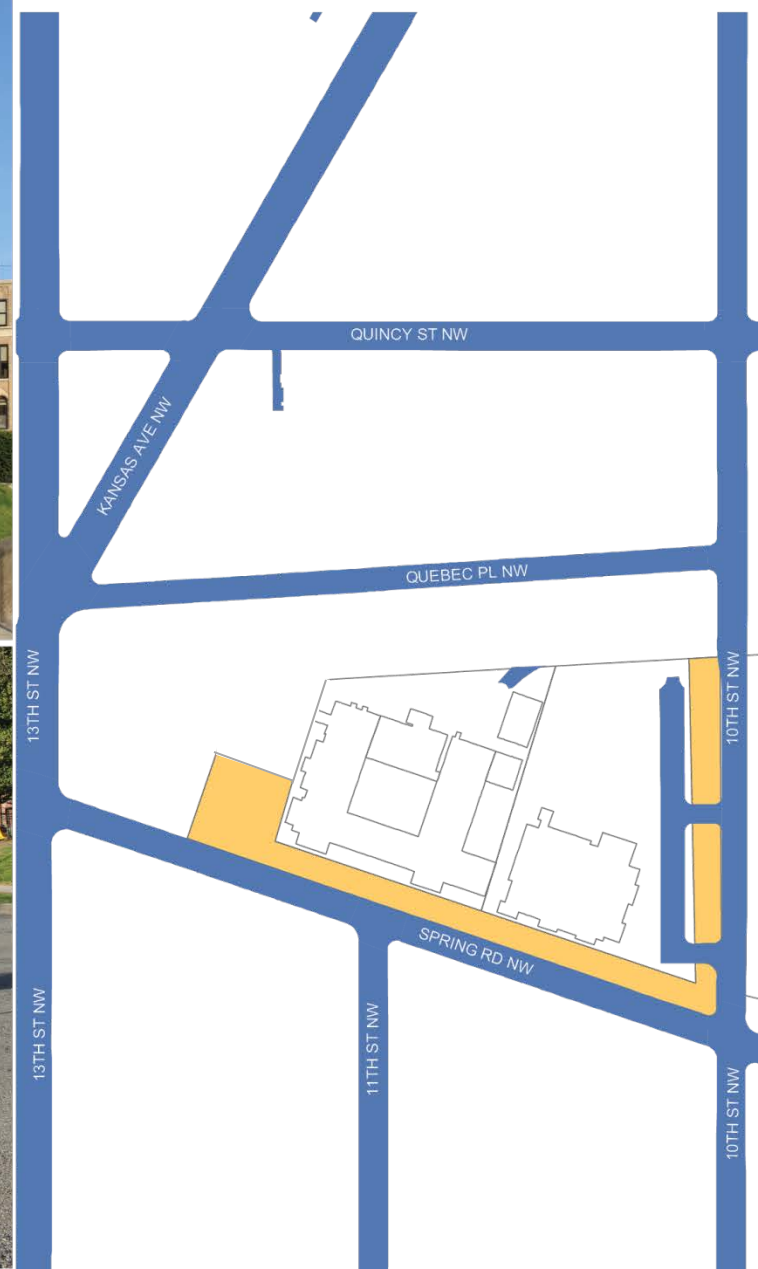 QUINCY ST NW
KANSAS AVE NW
QUEBEC PL NW
13TH ST NW
10TH ST NW
SPRING RD NW
13TH ST NW
11TH ST NW
10TH ST NW